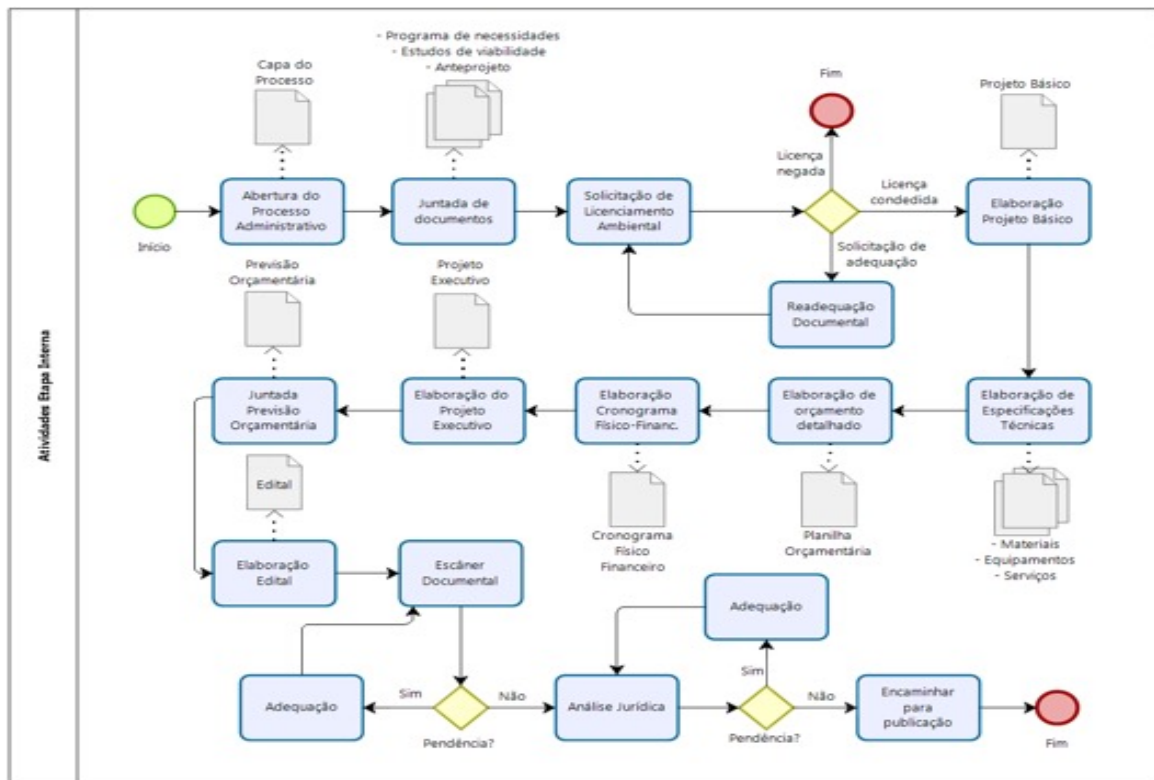 Atividades Etapa Interna
- Programa de necessidades
- Estudos de viabilidade
- Anteprojeto
Capa do
Processo
Fim
Projeto Básico
Licença
negada
Licença
condedida
Abertura do
Processo
Administrativo
Juntada de
documentos
Solicitação de
Licenciamento
Ambiental
Elaboração
Projeto Básico
Início
Solicitação de
adequação
Previsão
Orçamentária
Projeto
Executivo
Readequação
Documental
Juntada
Previsão
Orçamentária
Elaboração do
Projeto
Executivo
Elaboração
Cronograma
Físico-Financ.
Elaboração de
orçamento
detalhado
Elaboração de
Especificações
Técnicas
Edital
Cronograma
Físico
Financeiro
Planilha
Orçamentária
- Materiais
- Equipamentos
- Serviços
Elaboração
Edital
Escâner
Documental
Adequação
Sim
Adequação
Sim
Não
Análise Jurídica
Não
Encaminhar
para
publicação
Pendência?
Pendência?
Fim